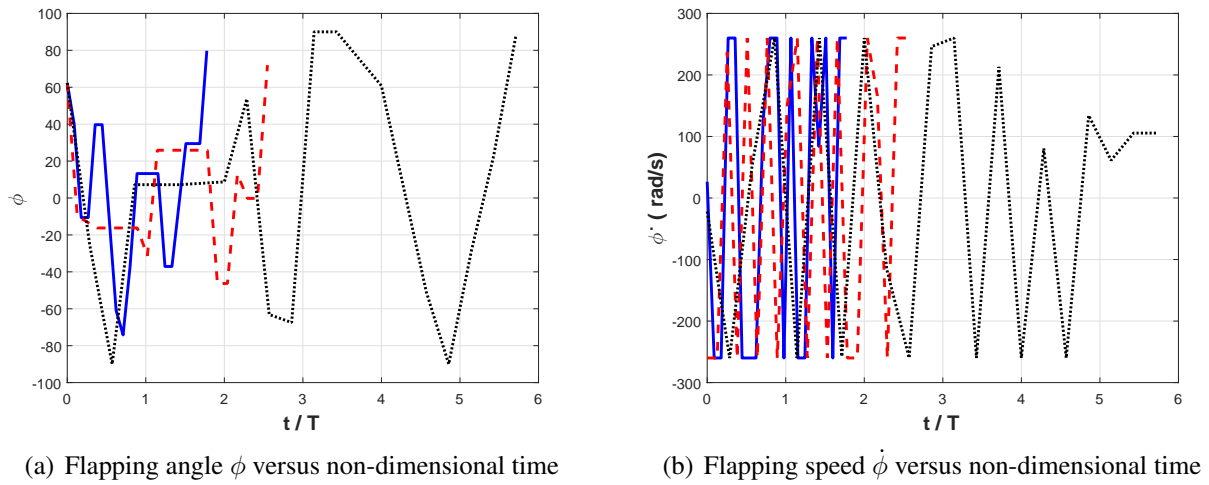 100
80
60
40
20
0
-20
-40
-60
-80
-100
ϕ
0 1 2 3 4 5 6
t / T
300
200
100
0
-100
-200
-300
ϕ· ( rad/s)
0 1 2 3 4 5 6
t / T
(a) Flapping angle ϕ versus non-dimensional time
(b) Flapping speed ϕ̇ versus non-dimensional time